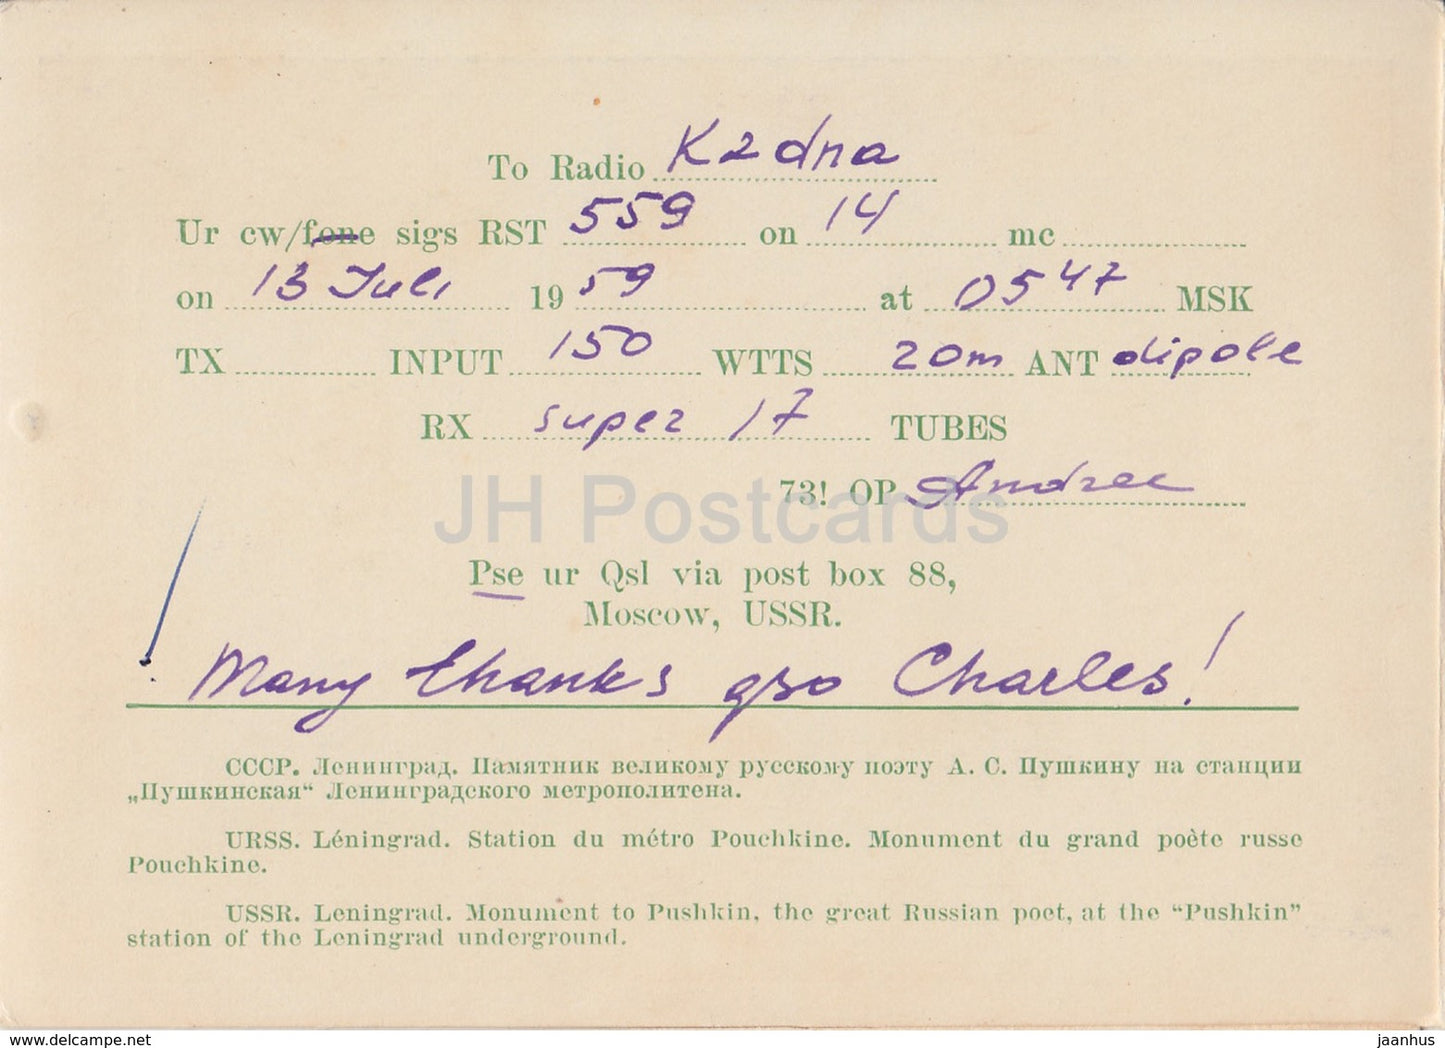 To Radio K2dna
Ur cw/fone sigs RST 559 on 14 mc
on 13 Juli 1959 at 0547 MSK
TX INPUT 150 WTTS 20m ANT dipole
RX super 17 TUBES
73! OP Andree
JH Postcards
Pse ur Qsl via post box 88,
Moscow, USSR.
! Many thanks qso Charles!
СССР. Ленинград. Памятник великому русскому поэту А. С. Пушкину на станции
„Пушкинская“ Ленинградского метрополитена.
URSS. Léningrad. Station du métro Pouchkine. Monument du grand poète russe
Pouchkine.
USSR. Leningrad. Monument to Pushkin, the great Russian poet, at the “Pushkin”
station of the Leningrad underground.
www.delcampe.net
jaanhus